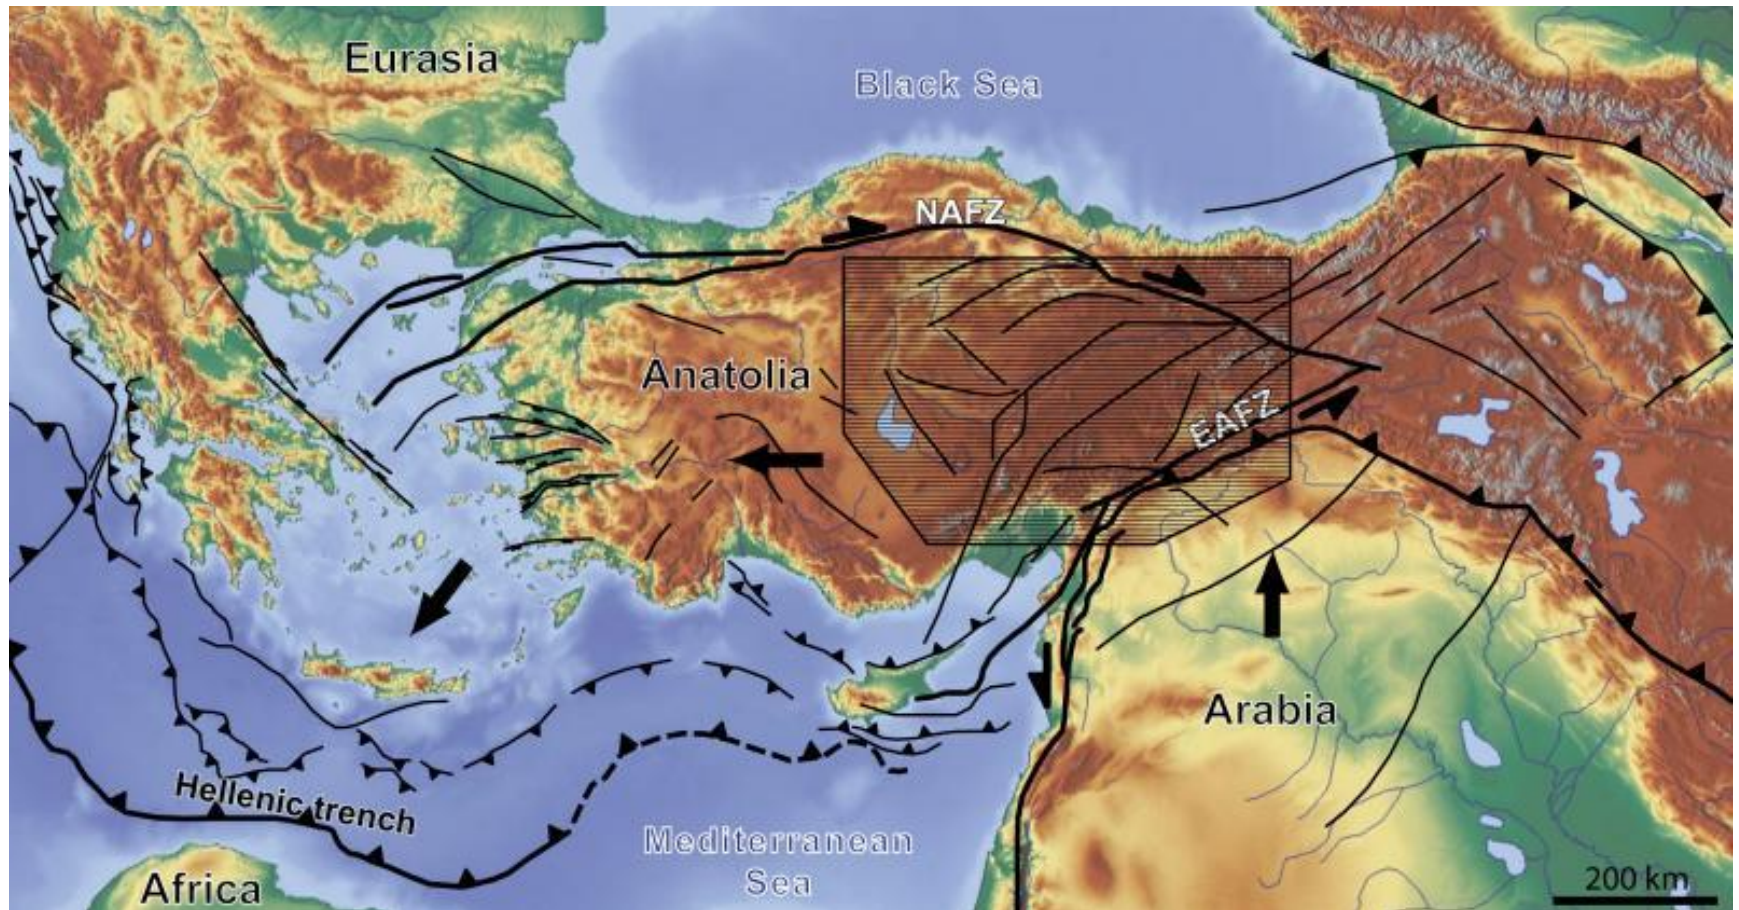 Eurasia
Black Sea
NAFZ
Anatolia
EAFZ
Arabia
Hellenic trench
Mediterranean
Sea
Africa
200 km